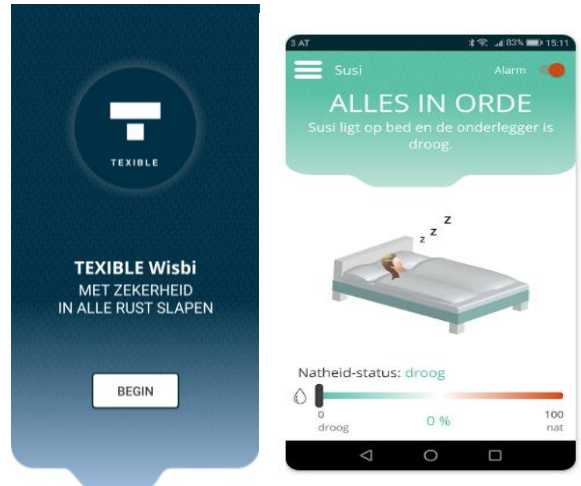 TEXIBLE
TEXIBLE Wisbi
MET ZEKERHEID
IN ALLE RUST SLAPEN
BEGIN
3 AT 83% 15:11
Susi Alarm
ALLES IN ORDE
Susi ligt op bed en de onderlegger is
droog.
z z z
Natheid-status: droog
0 0 % 100
droog nat